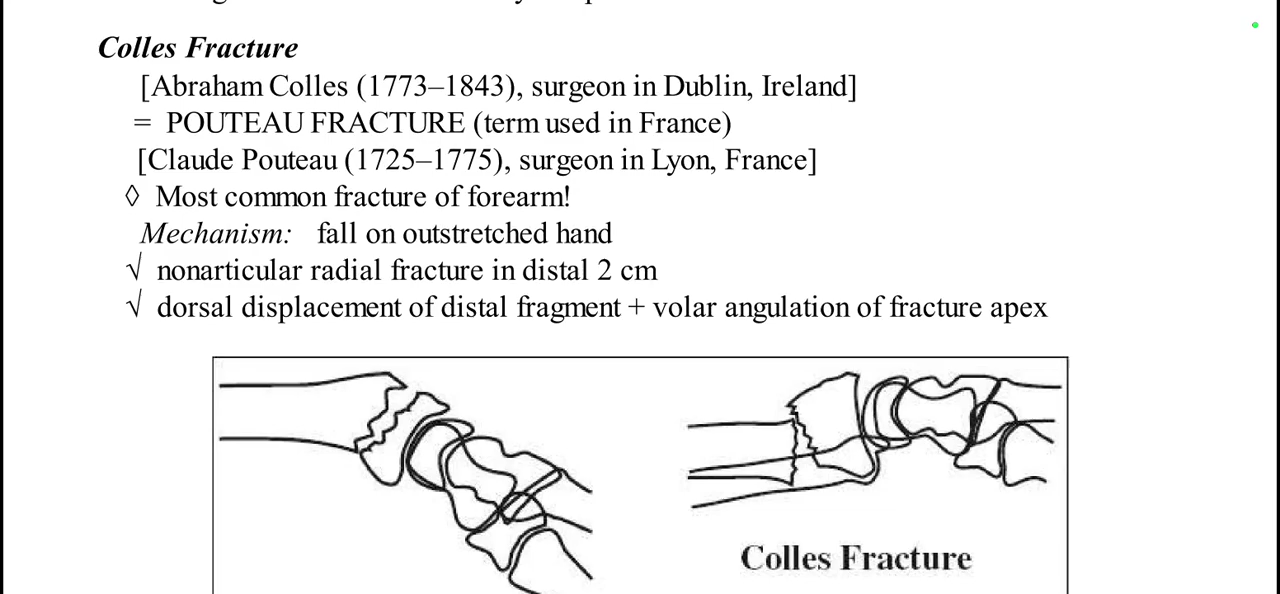 Colles Fracture
[Abraham Colles (1773–1843), surgeon in Dublin, Ireland]
= POUTEAU FRACTURE (term used in France)
[Claude Pouteau (1725–1775), surgeon in Lyon, France]
◊ Most common fracture of forearm!
Mechanism: fall on outstretched hand
√ nonarticular radial fracture in distal 2 cm
√ dorsal displacement of distal fragment + volar angulation of fracture apex
Colles Fracture